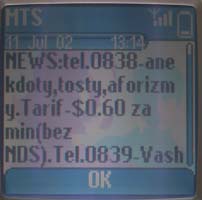 MTS
11 Jul 02 13:14
NEWS:tel.0838-ane
kdoty,tosty,aforizm
y.Tarif-$0.60 za
min(bez
NDS).Tel.0839-Vash
OK